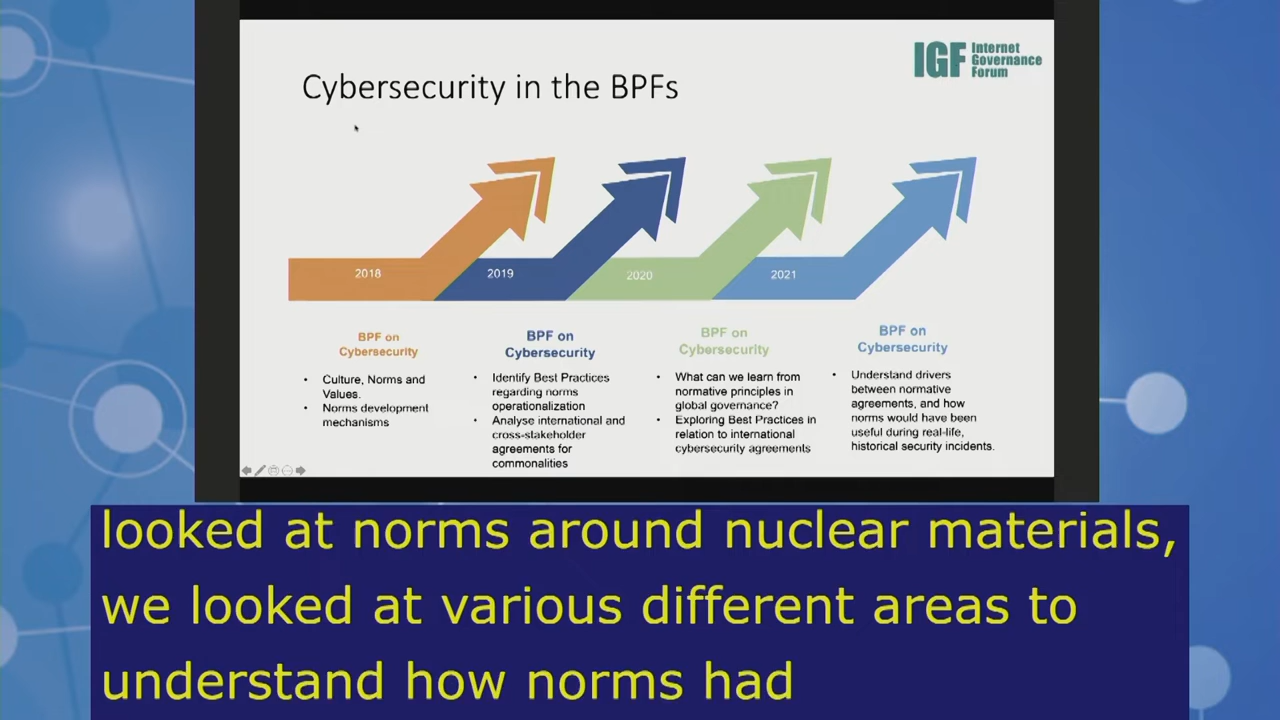 IGF Internet
Governance
Forum
Cybersecurity in the BPFs
2018
2019
2020
2021
BPF on
Cybersecurity
• Culture, Norms and
Values.
• Norms development
mechanisms
BPF on
Cybersecurity
• Identify Best Practices
regarding norms
operationalization
• Analyse international and
cross-stakeholder
agreements for
commonalities
BPF on
Cybersecurity
• What can we learn from
normative principles in
global governance?
• Exploring Best Practices in
relation to international
cybersecurity agreements
BPF on
Cybersecurity
• Understand drivers
between normative
agreements, and how
norms would have been
useful during real-life,
historical security incidents.
looked at norms around nuclear materials,
we looked at various different areas to
understand how norms had